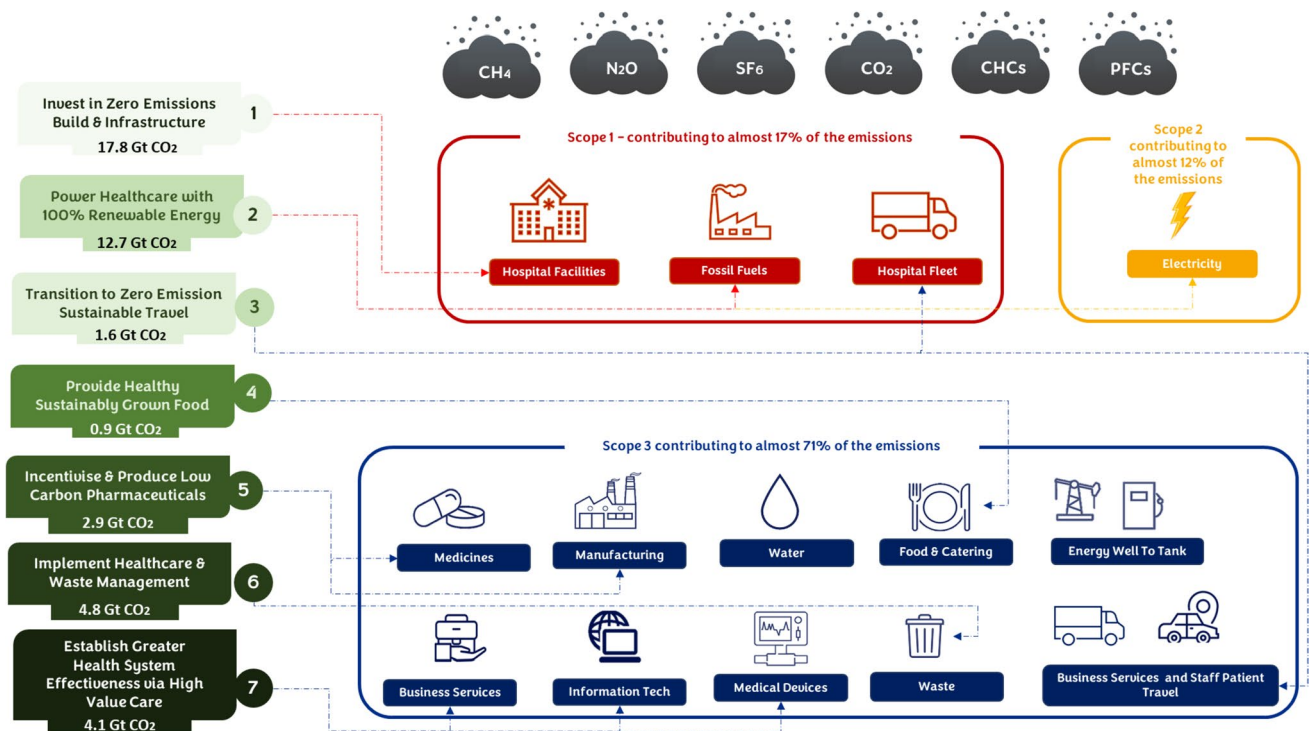 CH4
N2O
SF6
CO2
CHCs
PFCs
Invest in Zero Emissions
Build & Infrastructure
17.8 Gt CO2
1
Power Healthcare with
100% Renewable Energy
12.7 Gt CO2
2
Transition to Zero Emission
Sustainable Travel
1.6 Gt CO2
3
Provide Healthy
Sustainably Grown Food
0.9 Gt CO2
4
Incentivise & Produce Low
Carbon Pharmaceuticals
2.9 Gt CO2
5
Implement Healthcare &
Waste Management
4.8 Gt CO2
6
Establish Greater
Health System
Effectiveness via High
Value Care
4.1 Gt CO2
7
Scope 1 - contributing to almost 17% of the emissions
Hospital Facilities
Fossil Fuels
Hospital Fleet
Scope 2
contributing to
almost 12% of
the emissions
Electricity
Scope 3 contributing to almost 71% of the emissions
Medicines
Manufacturing
Water
Food & Catering
Energy Well To Tank
Business Services
Information Tech
Medical Devices
Waste
Business Services and Staff Patient
Travel